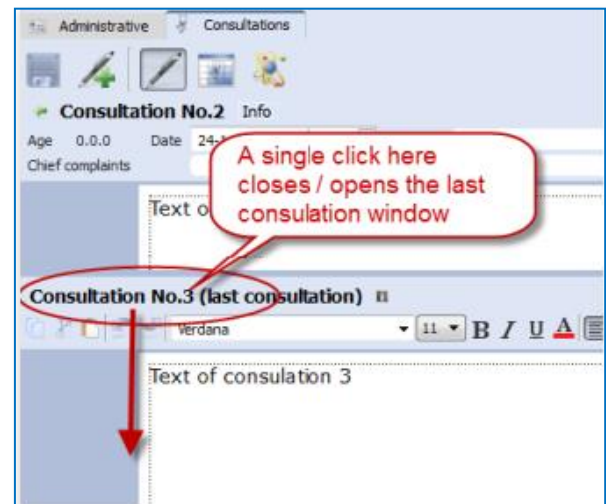 Administrative Consultations
Consultation No.2 Info
Age 0.0.0 Date 24-
Chief complaints
A single click here
closes / opens the last
consulation window
Text o
Consultation No.3 (last consultation)
Verdana 11 B I U A
Text of consulation 3